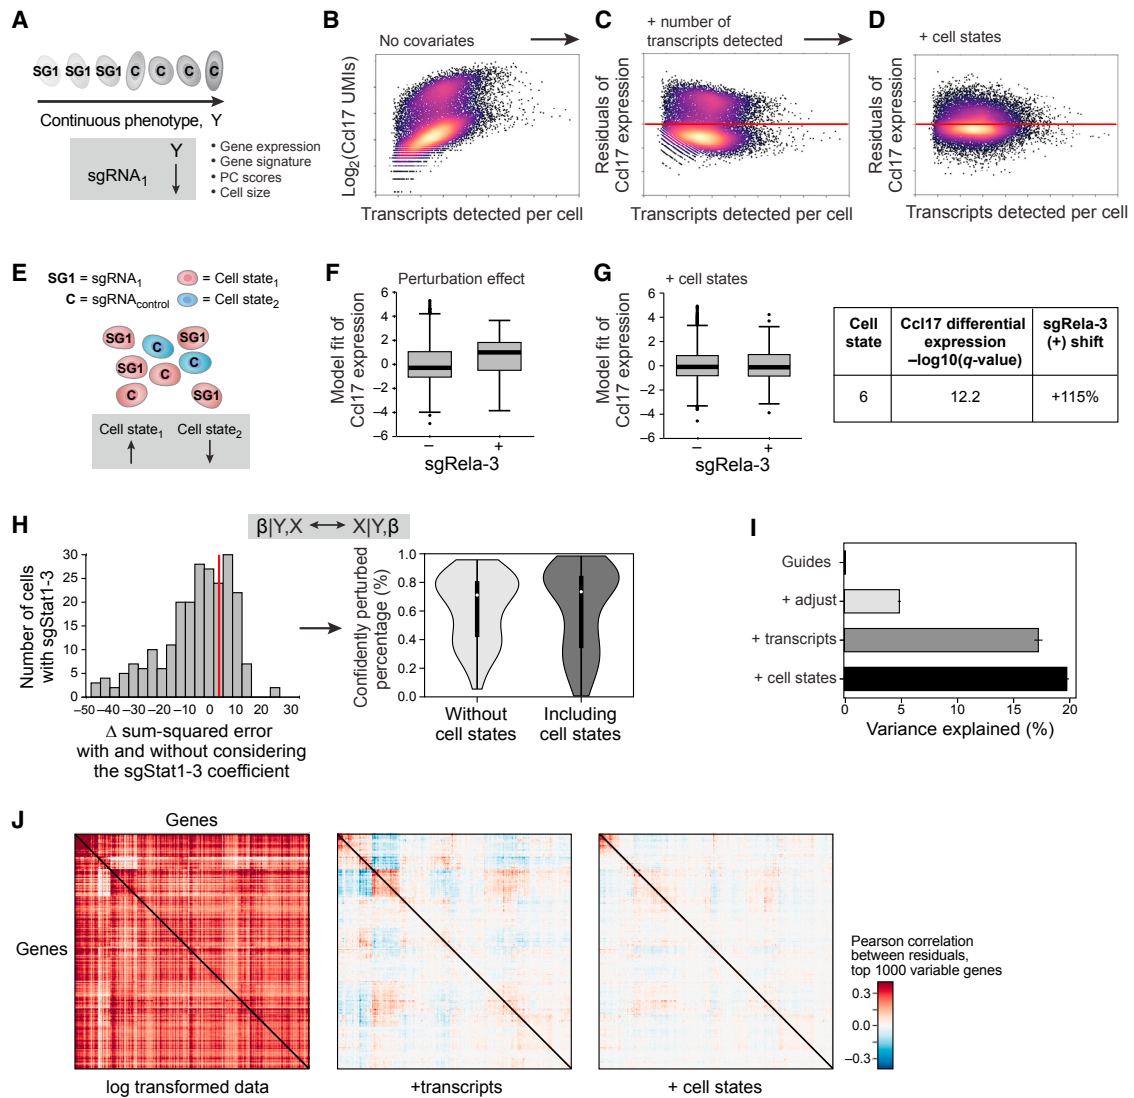 A
SG1 SG1 SG1 C C C C
Continuous phenotype, Y
Y
sgRNA1
• Gene expression
• Gene signature
• PC scores
• Cell size
B
No covariates
Log2(Ccl17 UMIs)
Transcripts detected per cell
C
+ number of
transcripts detected
Residuals of
Ccl17 expression
Transcripts detected per cell
D
+ cell states
Residuals of
Ccl17 expression
Transcripts detected per cell
E
SG1 = sgRNA1
= Cell state1
C = sgRNAcontrol
= Cell state2
SG1 C SG1
SG1 C C
C SG1
Cell state1 Cell state2
F
Perturbation effect
Model fit of
Ccl17 expression
6
4
2
0
−2
−4
−6
− +
sgRela-3
G
+ cell states
Model fit of
Ccl17 expression
6
4
2
0
−2
−4
−6
− +
sgRela-3
Cell
state
Ccl17 differential
expression
−log10(q-value)
sgRela-3
(+) shift
6 12.2 +115%
H
β|Y,X ⟷ X|Y,β
Number of cells
with sgStat1-3
30
25
20
15
10
5
0
−50 −40 −30 −20 −10 0 10 20 30
Δ sum-squared error
with and without considering
the sgStat1-3 coefficient
Confidently perturbed
percentage (%)
1.0
0.8
0.6
0.4
0.2
0.0
Without
cell states
Including
cell states
I
Guides
+ adjust
+ transcripts
+ cell states
0 5 10 15 20
Variance explained (%)
J
Genes
Genes
log transformed data
+transcripts
+ cell states
Pearson correlation
between residuals,
top 1000 variable genes
0.3
0.0
−0.3